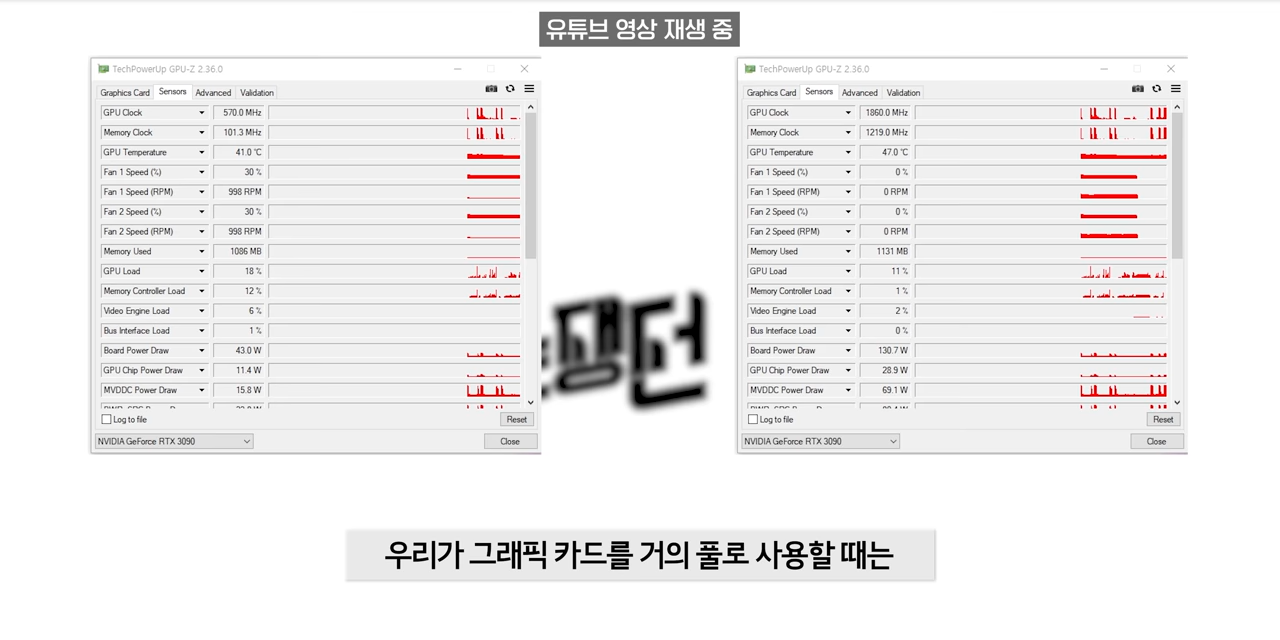 유튜브 영상 재생 중
TechPowerUp GPU-Z 2.36.0
Graphics Card Sensors Advanced Validation
GPU Clock 570.0 MHz
Memory Clock 101.3 MHz
GPU Temperature 41.0 °C
Fan 1 Speed (%) 30 %
Fan 1 Speed (RPM) 998 RPM
Fan 2 Speed (%) 30 %
Fan 2 Speed (RPM) 998 RPM
Memory Used 1086 MB
GPU Load 18 %
Memory Controller Load 12 %
Video Engine Load 6 %
Bus Interface Load 1 %
Board Power Draw 43.0 W
GPU Chip Power Draw 11.4 W
MVDDC Power Draw 15.8 W
Log to file Reset
NVIDIA GeForce RTX 3090 Close
TechPowerUp GPU-Z 2.36.0
Graphics Card Sensors Advanced Validation
GPU Clock 1860.0 MHz
Memory Clock 1219.0 MHz
GPU Temperature 47.0 °C
Fan 1 Speed (%) 0 %
Fan 1 Speed (RPM) 0 RPM
Fan 2 Speed (%) 0 %
Fan 2 Speed (RPM) 0 RPM
Memory Used 1131 MB
GPU Load 11 %
Memory Controller Load 1 %
Video Engine Load 2 %
Bus Interface Load 0 %
Board Power Draw 130.7 W
GPU Chip Power Draw 28.9 W
MVDDC Power Draw 69.1 W
Log to file Reset
NVIDIA GeForce RTX 3090 Close
우리가 그래픽 카드를 거의 풀로 사용할 때는